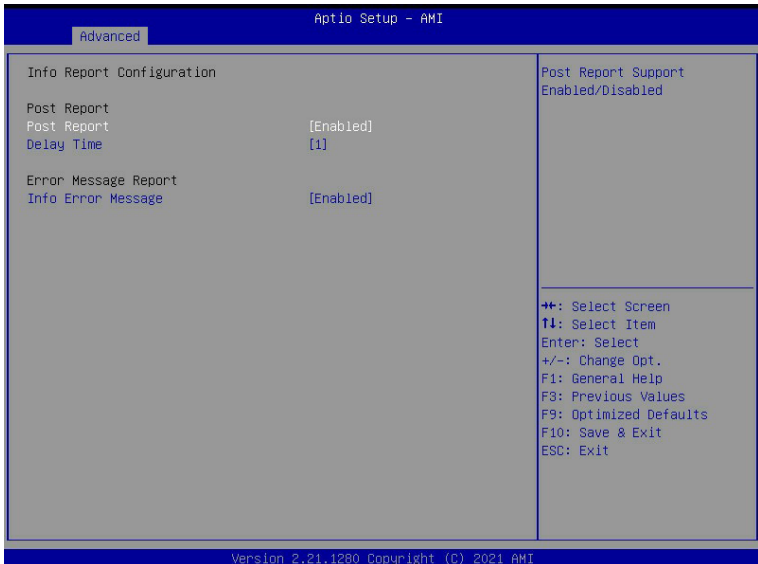 Aptio Setup – AMI
Advanced
Info Report Configuration
Post Report
Post Report [Enabled]
Delay Time [1]
Error Message Report
Info Error Message [Enabled]
Post Report Support
Enabled/Disabled
→←: Select Screen
↑↓: Select Item
Enter: Select
+/-: Change Opt.
F1: General Help
F3: Previous Values
F9: Optimized Defaults
F10: Save & Exit
ESC: Exit
Version 2.21.1280 Copyright (C) 2021 AMI